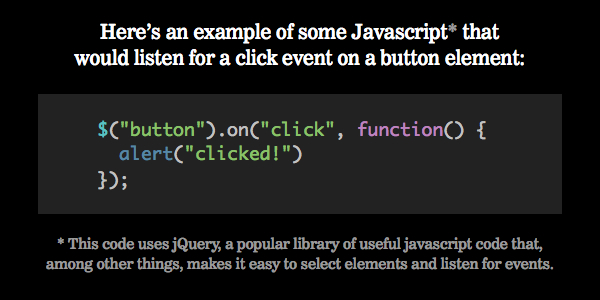 Here’s an example of some Javascript* that
would listen for a click event on a button element:
$("button").on("click", function() {
  alert("clicked!")
});
* This code uses jQuery, a popular library of useful javascript code that,
among other things, makes it easy to select elements and listen for events.